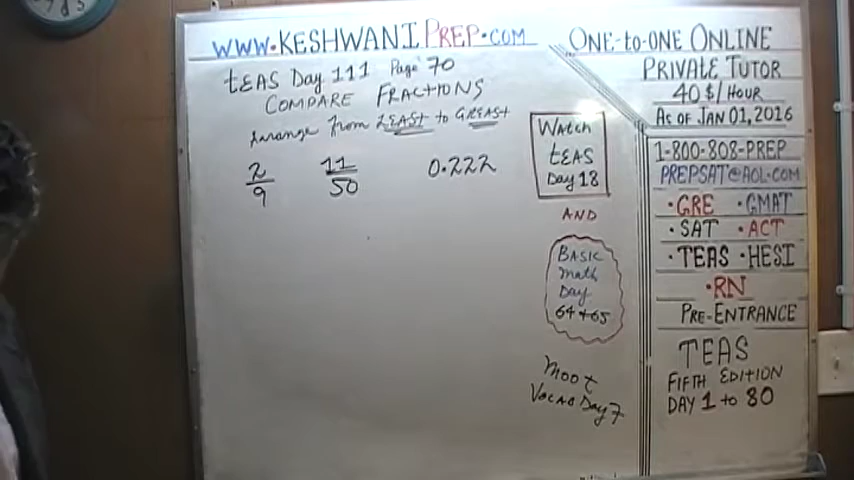 WWW.KESHWANIPREP.COM
tEAS Day 111 Page 70
COMPARE FRACTIONS
Arrange from LEAST to GREAST
2/9 11/50 0.222
WAtcH
tEAS
Day 18
AND
BASIC
math
Day
64+65
moot
VOCAB Day 7
ONE-to-ONE ONLINE
PRIVATE TUTOR
40 $/HOUR
AS OF JAN 01, 2016
1-800-808-PREP
PREPSAT@AOL.COM
•GRE •GMAT
•SAT •ACT
•TEAS •HESI
•RN
PRE-ENTRANCE
TEAS
FIFTH EDITION
DAY 1 to 80